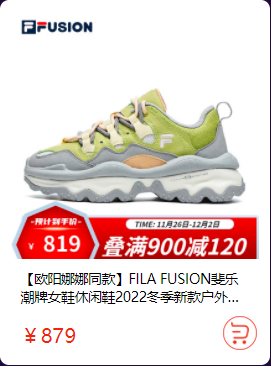 FUSION
预计到手价
¥ 819
TIME: 11月26日-12月2日
叠满900减120
【欧阳娜娜同款】FILA FUSION斐乐
潮牌女鞋休闲鞋2022冬季新款户外...
¥ 879